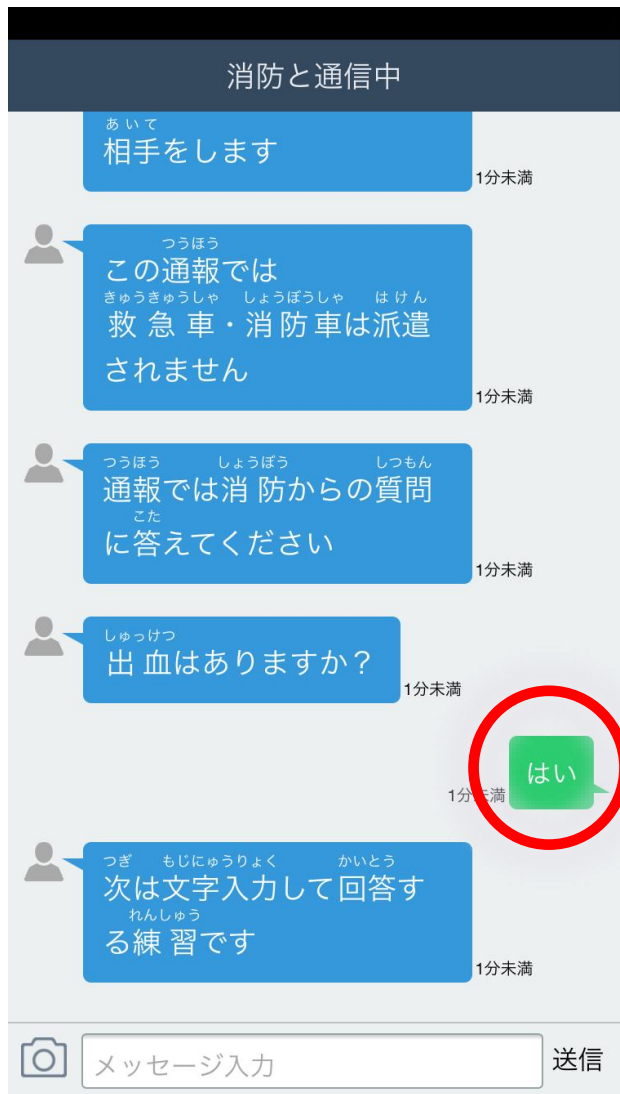 消防と通信中
あいて
相手をします
1分未満
つうほう
この通報では
きゅうきゅうしゃ しょうぼうしゃ はけん
救急車・消防車は派遣
されません
1分未満
つうほう しょうぼう しつもん
通報では消防からの質問
こた
に答えてください
1分未満
しゅっけつ
出血はありますか？
1分未満
はい
1分未満
つぎ もじにゅうりょく かいとう
次は文字入力して回答す
れんしゅう
る練習です
1分未満
メッセージ入力
送信